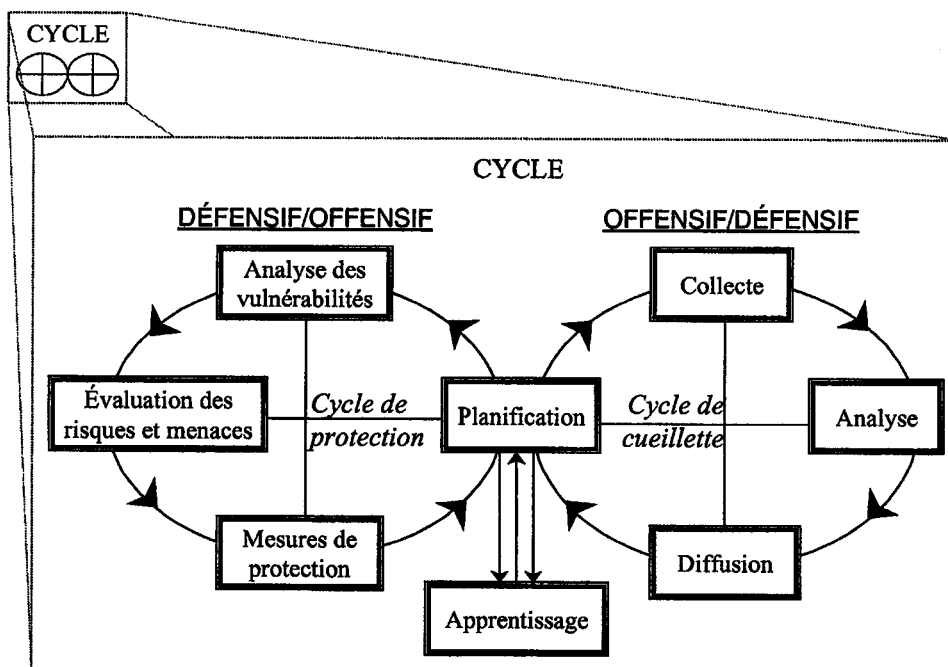 CYCLE
CYCLE
DÉFENSIF/OFFENSIF
OFFENSIF/DÉFENSIF
Analyse des
vulnérabilités
Collecte
Évaluation des
risques et menaces
Cycle de
protection
Planification
Cycle de
cueillette
Analyse
Mesures de
protection
Diffusion
Apprentissage